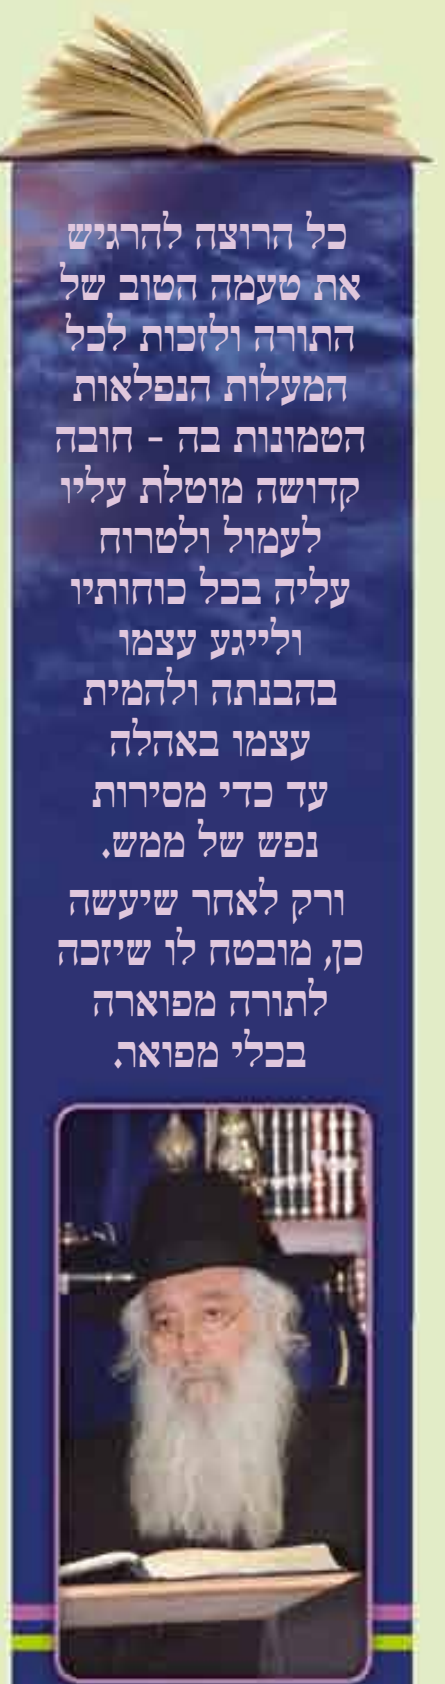 כל הרוצה להרגיש
את טעמה הטוב של
התורה ולזכות לכל
המעלות הנפלאות
הטמונות בה - חובה
קדושה מוטלת עליו
לעמול ולטרוח
עליה בכל כוחותיו
ולייגע עצמו
בהבנתה ולהמית
עצמו באהלה
עד כדי מסירות
נפש של ממש.
ורק לאחר שיעשה
כן, מובטח לו שיזכה
לתורה מפוארה
בכלי מפואר.